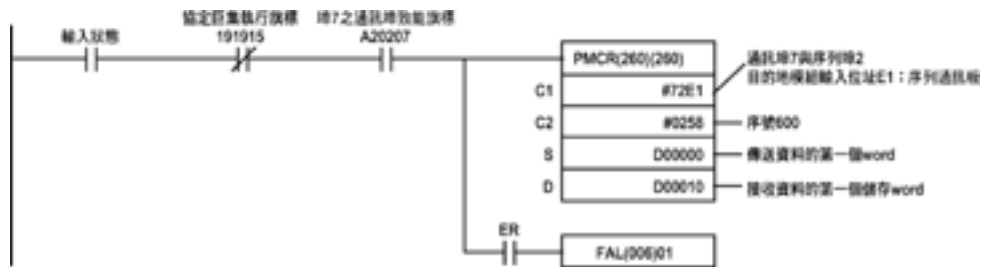 輸入狀態
協定巨集執行旗標
191915
埠7之通訊埠致能旗標
A20207
PMCR(260)(260)
C1 #72E1
通訊埠7與序列埠2
目的地模組輸入位址E1：序列通訊板
C2 #0258 序號600
S D00000 傳送資料的第一個word
D D00010 接收資料的第一個儲存word
ER
FAL(006)01